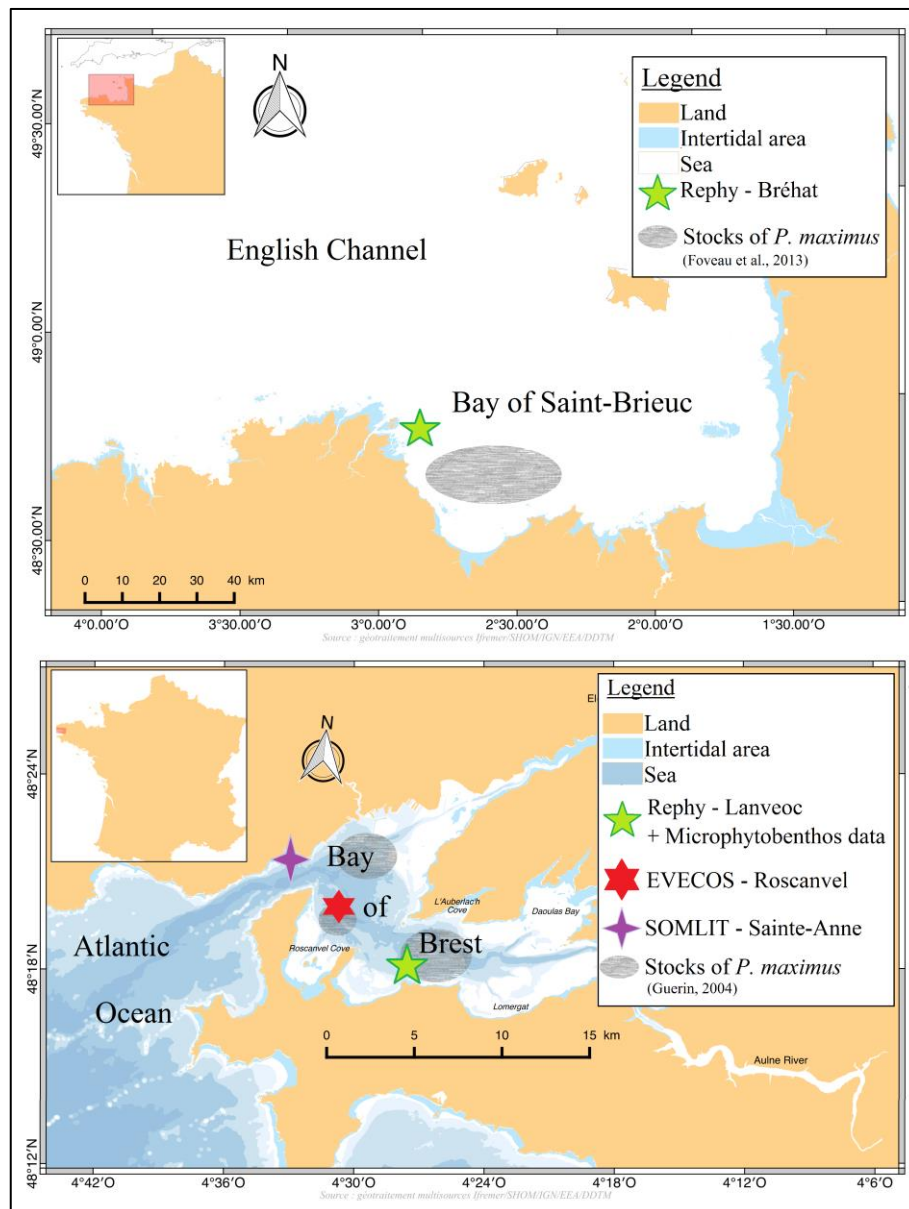 N
Legend
Land
Intertidal area
Sea
Rephy - Bréhat
Stocks of P. maximus
(Foveau et al., 2013)
English Channel
Bay of Saint-Brieuc
49°30.00'N
49°0.00'N
48°30.00'N
0 10 20 30 40 km
4°0.00'O 3°30.00'O 3°0.00'O 2°30.00'O 2°0.00'O 1°30.00'O
Source : géotraitement multisources Ifremer/SHOM/IGN/EEA/DDTM
N
Legend
Land
Intertidal area
Sea
Rephy - Lanveoc
+ Microphytobenthos data
EVECOS - Roscanvel
SOMLIT - Sainte-Anne
Stocks of P. maximus
(Guerin, 2004)
El
Bay
of
Brest
L'Auberlac'h
Cove
Daoulas Bay
Roscanvel Cove
Lomergat
Atlantic
Ocean
Aulne River
48°24'N
48°18'N
48°12'N
0 5 10 15 km
4°42'O 4°36'O 4°30'O 4°24'O 4°18'O 4°12'O 4°6'O
Source : géotraitement multisources Ifremer/SHOM/IGN/EEA/DDTM